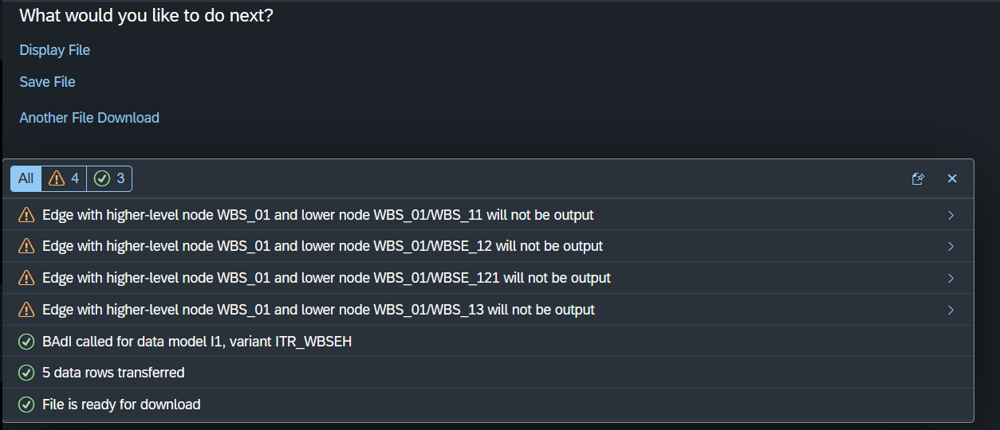 What would you like to do next?
Display File
Save File
Another File Download
All 4 3
Edge with higher-level node WBS_01 and lower node WBS_01/WBS_11 will not be output
Edge with higher-level node WBS_01 and lower node WBS_01/WBSE_12 will not be output
Edge with higher-level node WBS_01 and lower node WBS_01/WBSE_121 will not be output
Edge with higher-level node WBS_01 and lower node WBS_01/WBS_13 will not be output
BAdI called for data model I1, variant ITR_WBSEH
5 data rows transferred
File is ready for download